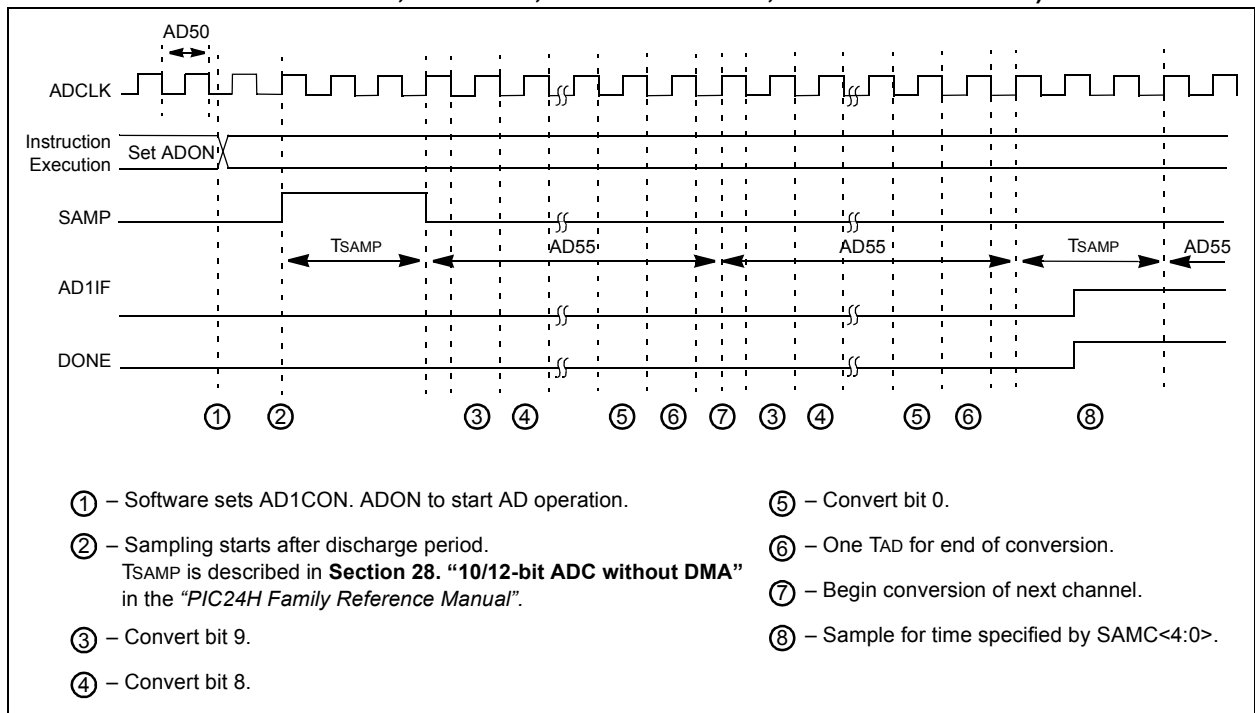 AD50
ADCLK
Instruction
Execution
Set ADON
SAMP
TSAMP
AD55
AD55
TSAMP
AD55
AD1IF
DONE
1 2 3 4 5 6 7 3 4 5 6 8
1 – Software sets AD1CON. ADON to start AD operation.
2 – Sampling starts after discharge period.
TSAMP is described in Section 28. “10/12-bit ADC without DMA”
in the “PIC24H Family Reference Manual”.
3 – Convert bit 9.
4 – Convert bit 8.
5 – Convert bit 0.
6 – One TAD for end of conversion.
7 – Begin conversion of next channel.
8 – Sample for time specified by SAMC<4:0>.